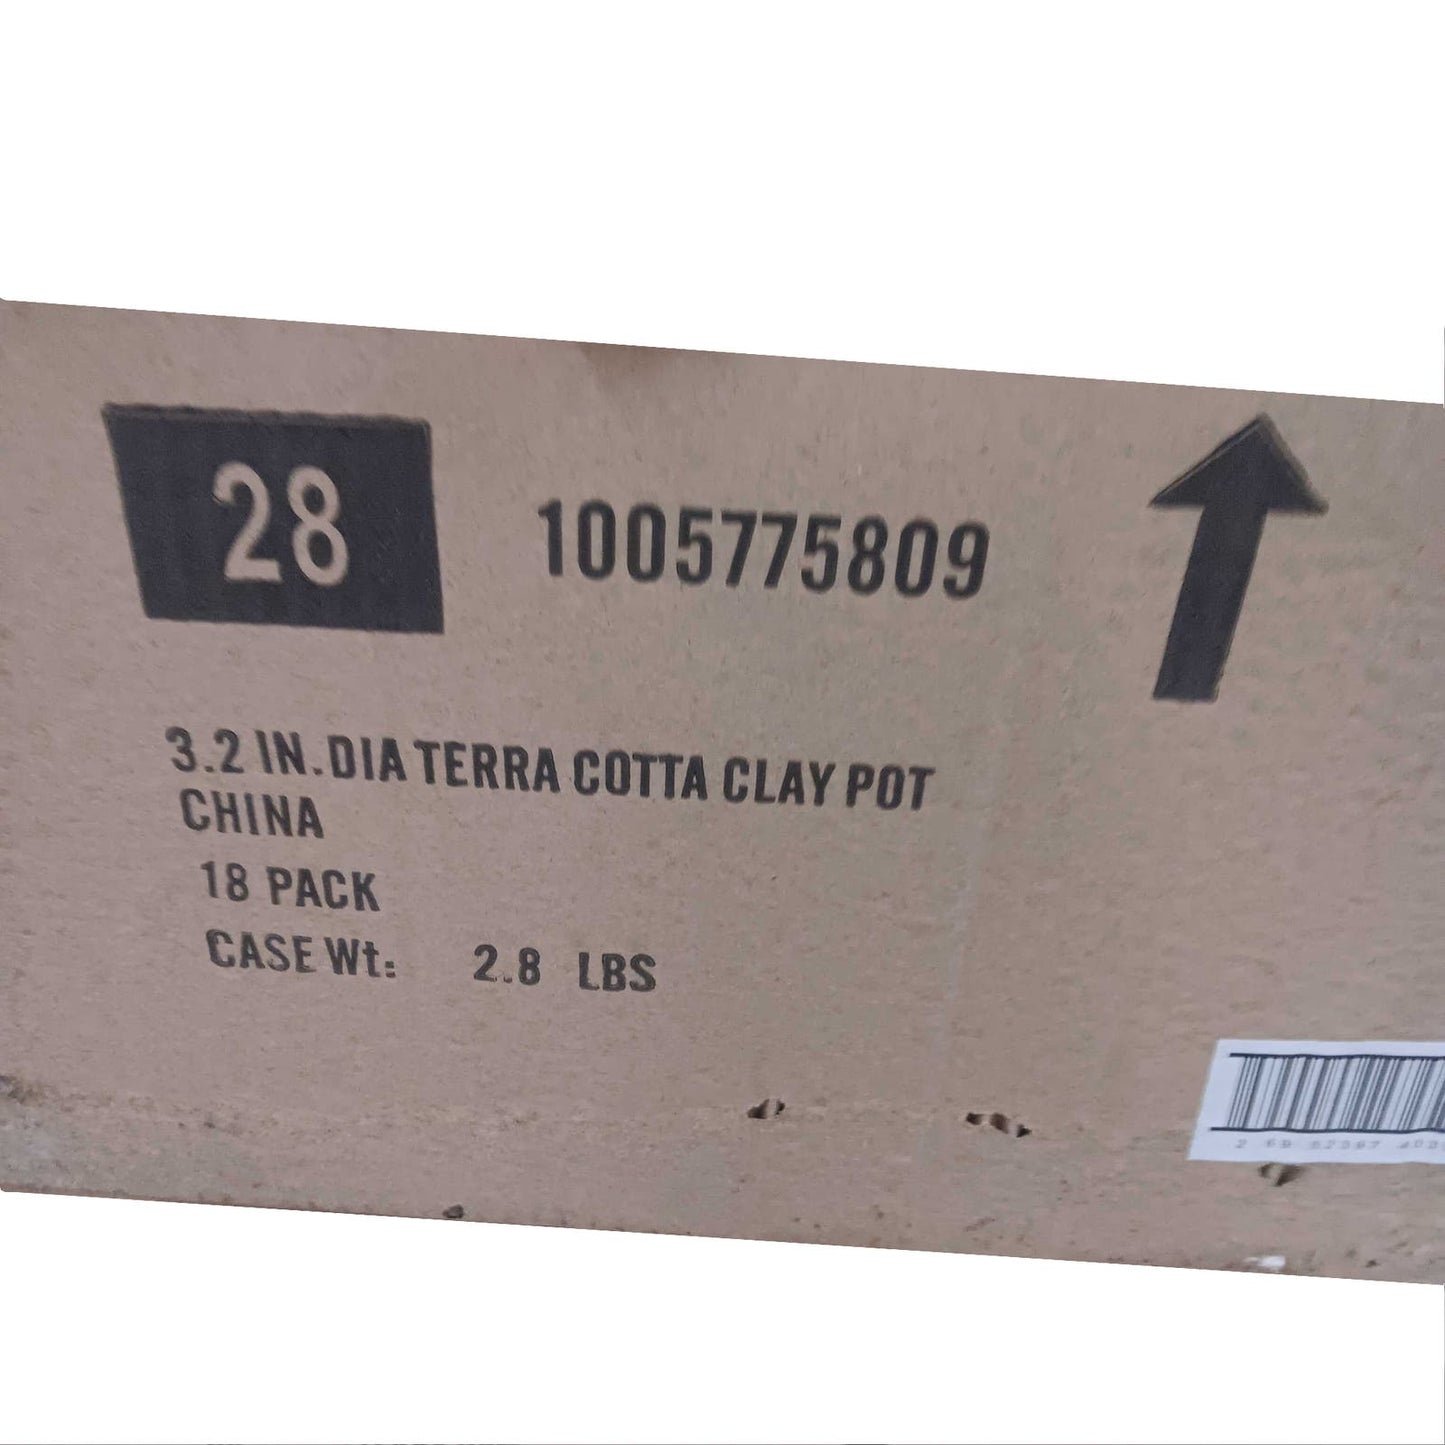 28
1005775809
3.2 IN.DIA TERRA COTTA CLAY POT
CHINA
18 PACK
CASE Wt: 2.8 LBS